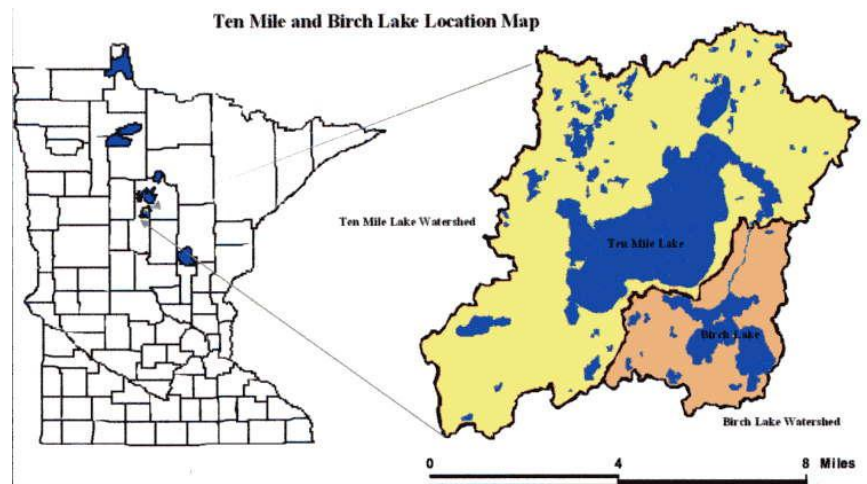 Ten Mile and Birch Lake Location Map
Ten Mile Lake Watershed
Ten Mile Lake
Birch Lake
Birch Lake Watershed
0 4 8 Miles